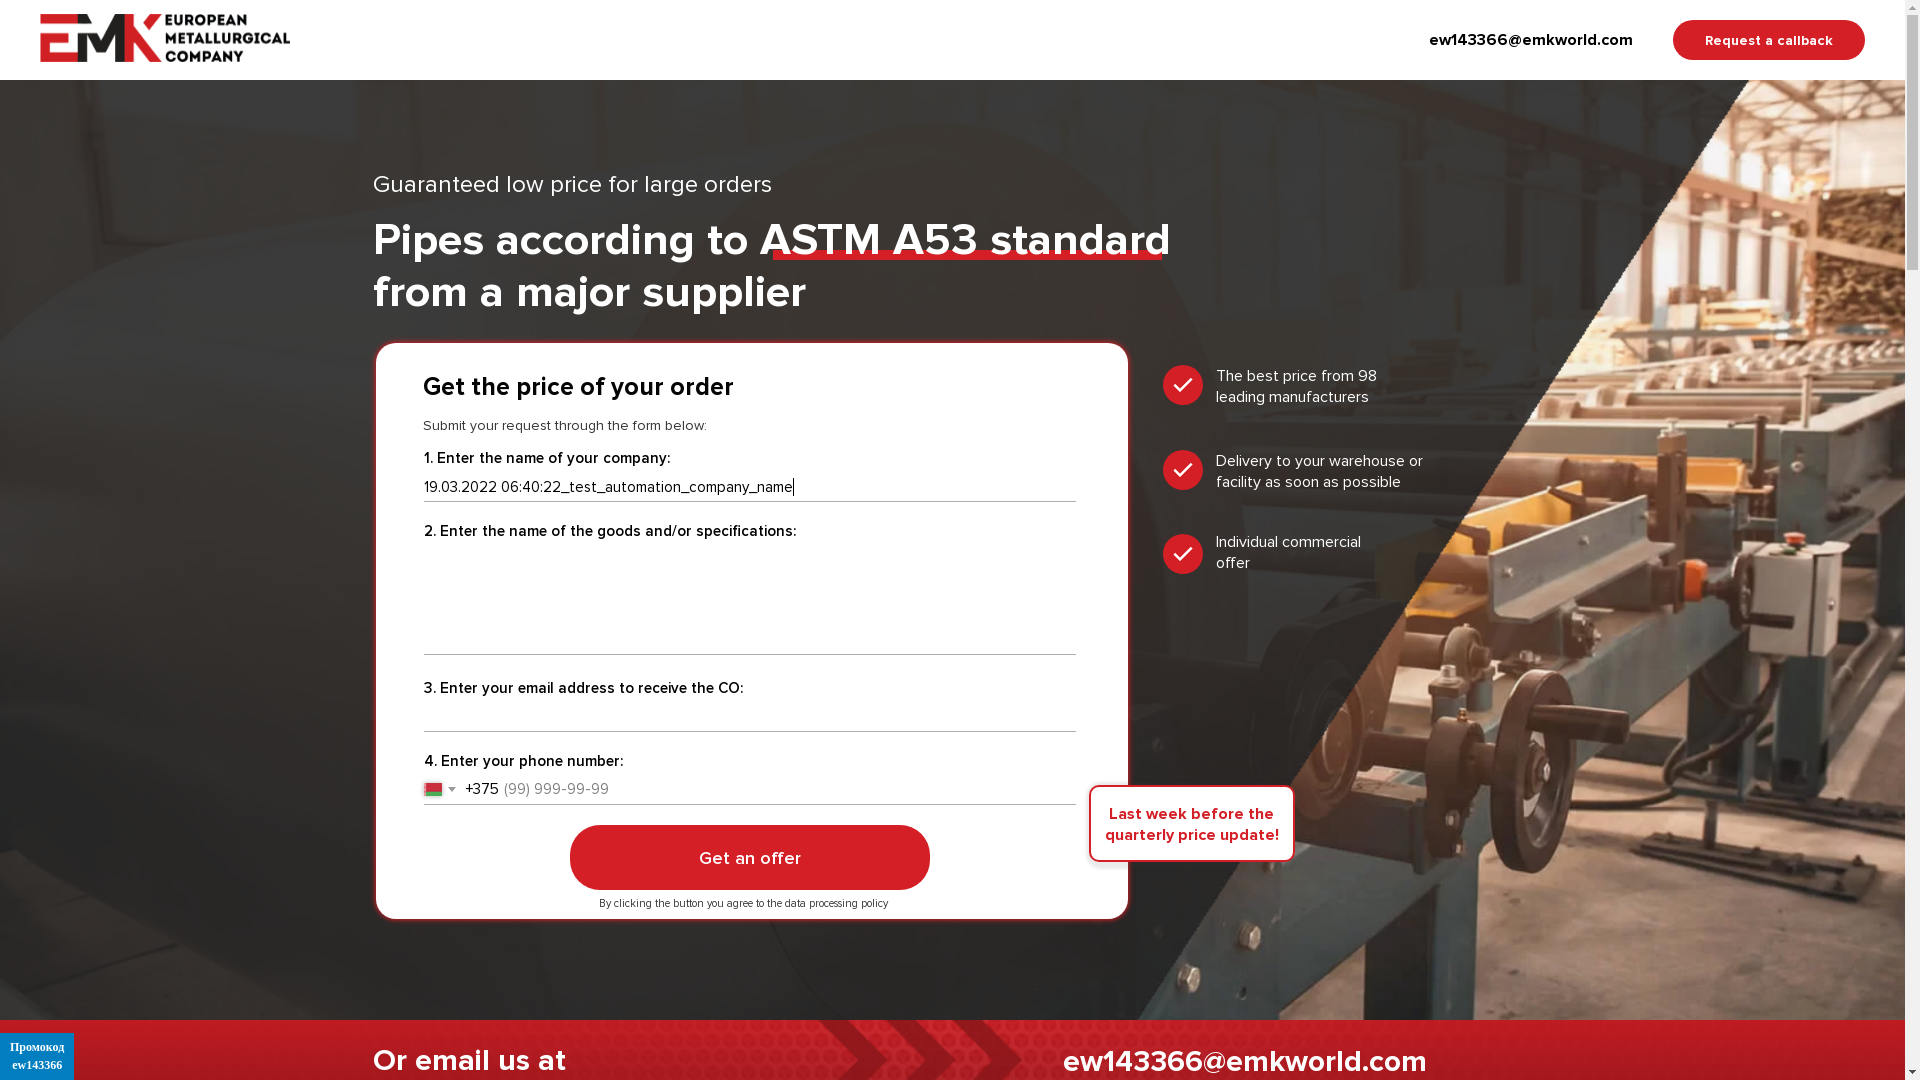 EMK EUROPEAN
METALLURGICAL
COMPANY
ew143366@emkworld.com
Request a callback
Guaranteed low price for large orders
Pipes according to ASTM A53 standard
from a major supplier
Get the price of your order
Submit your request through the form below:
1. Enter the name of your company:
19.03.2022 06:40:22_test_automation_company_name
2. Enter the name of the goods and/or specifications:
3. Enter your email address to receive the CO:
4. Enter your phone number:
+375 (99) 999-99-99
Get an offer
By clicking the button you agree to the data processing policy
The best price from 98
leading manufacturers
Delivery to your warehouse or
facility as soon as possible
Individual commercial
offer
Last week before the
quarterly price update!
Or email us at
ew143366@emkworld.com
Промокод
ew143366